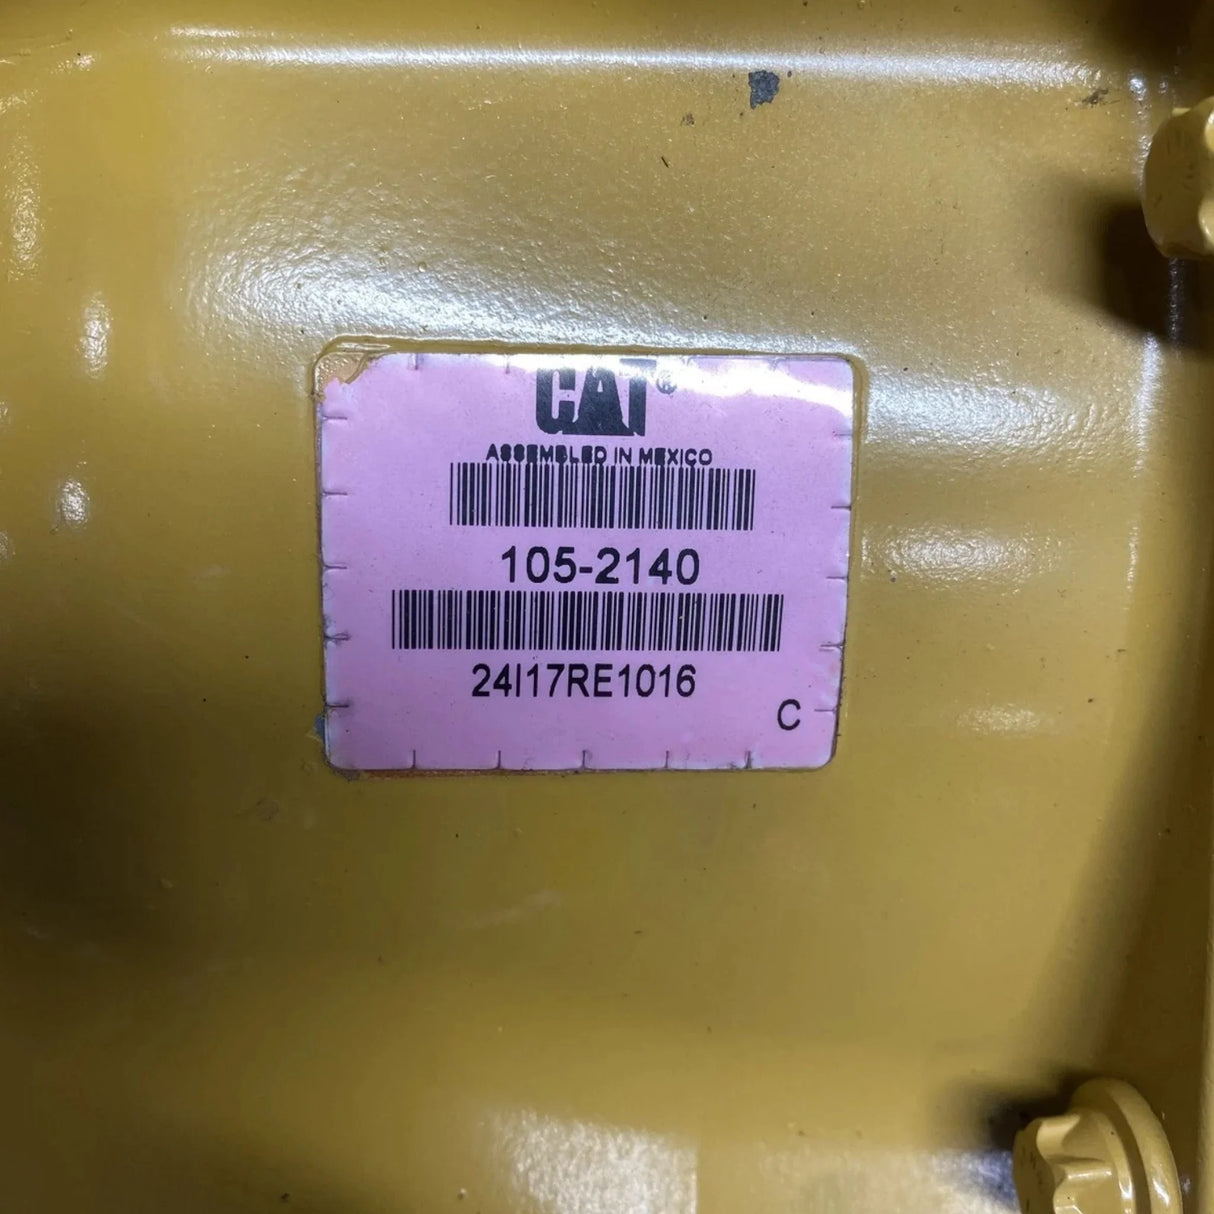 CAT®
ASSEMBLED IN MEXICO
105-2140
24I17RE1016
C